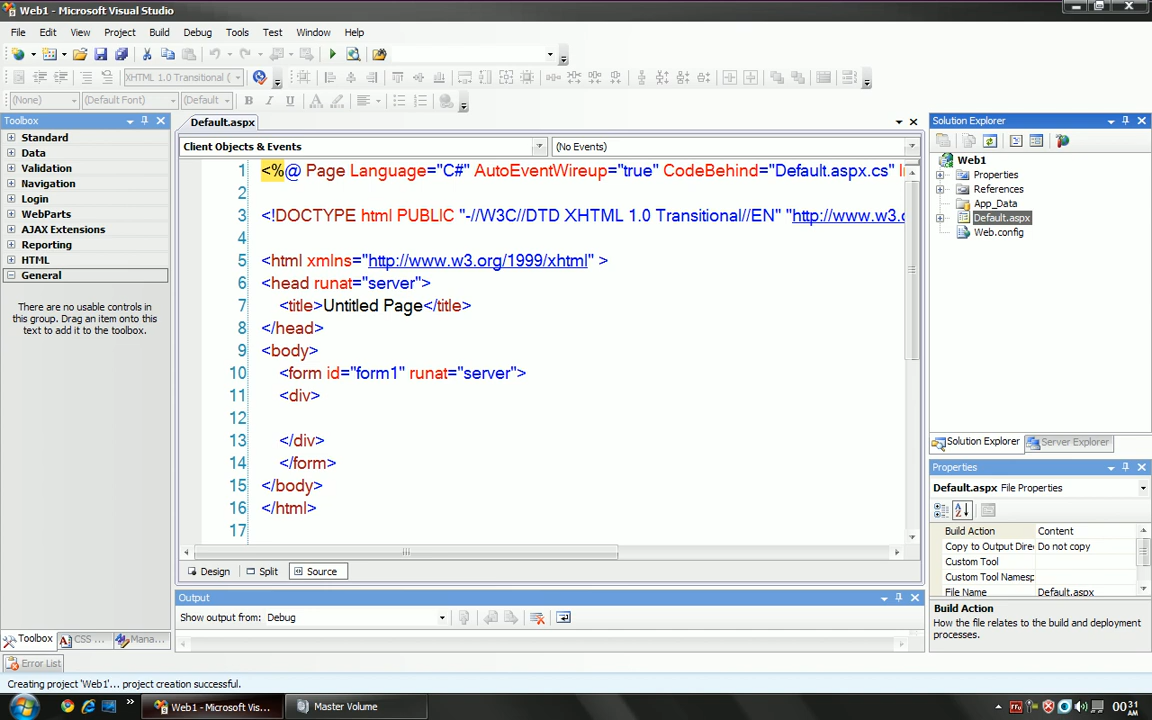 Web1 - Microsoft Visual Studio
File Edit View Project Build Debug Tools Test Window Help
XHTML 1.0 Transitional (
(None) (Default Font) (Default
B I U A
Toolbox
Standard
Data
Validation
Navigation
Login
WebParts
AJAX Extensions
Reporting
HTML
General
There are no usable controls in
this group. Drag an item onto this
text to add it to the toolbox.
Toolbox CSS ... Mana...
Error List
Default.aspx
Client Objects & Events (No Events)
1 <%@ Page Language="C#" AutoEventWireup="true" CodeBehind="Default.aspx.cs"
2
3 <!DOCTYPE html PUBLIC "-//W3C//DTD XHTML 1.0 Transitional//EN" "http://www.w3.
4
5 <html xmlns="http://www.w3.org/1999/xhtml" >
6 <head runat="server">
7 <title>Untitled Page</title>
8 </head>
9 <body>
10 <form id="form1" runat="server">
11 <div>
12
13 </div>
14 </form>
15 </body>
16 </html>
17
Design Split Source
Output
Show output from: Debug
Solution Explorer
Web1
Properties
References
App_Data
Default.aspx
Web.config
Solution Explorer Server Explorer
Properties
Default.aspx File Properties
Build Action Content
Copy to Output Dire Do not copy
Custom Tool
Custom Tool Namesp
File Name Default.aspx
Build Action
How the file relates to the build and deployment
processes.
Creating project 'Web1'... project creation successful.
Web1 - Microsoft Visual Stu... Master Volume 00:31
AM